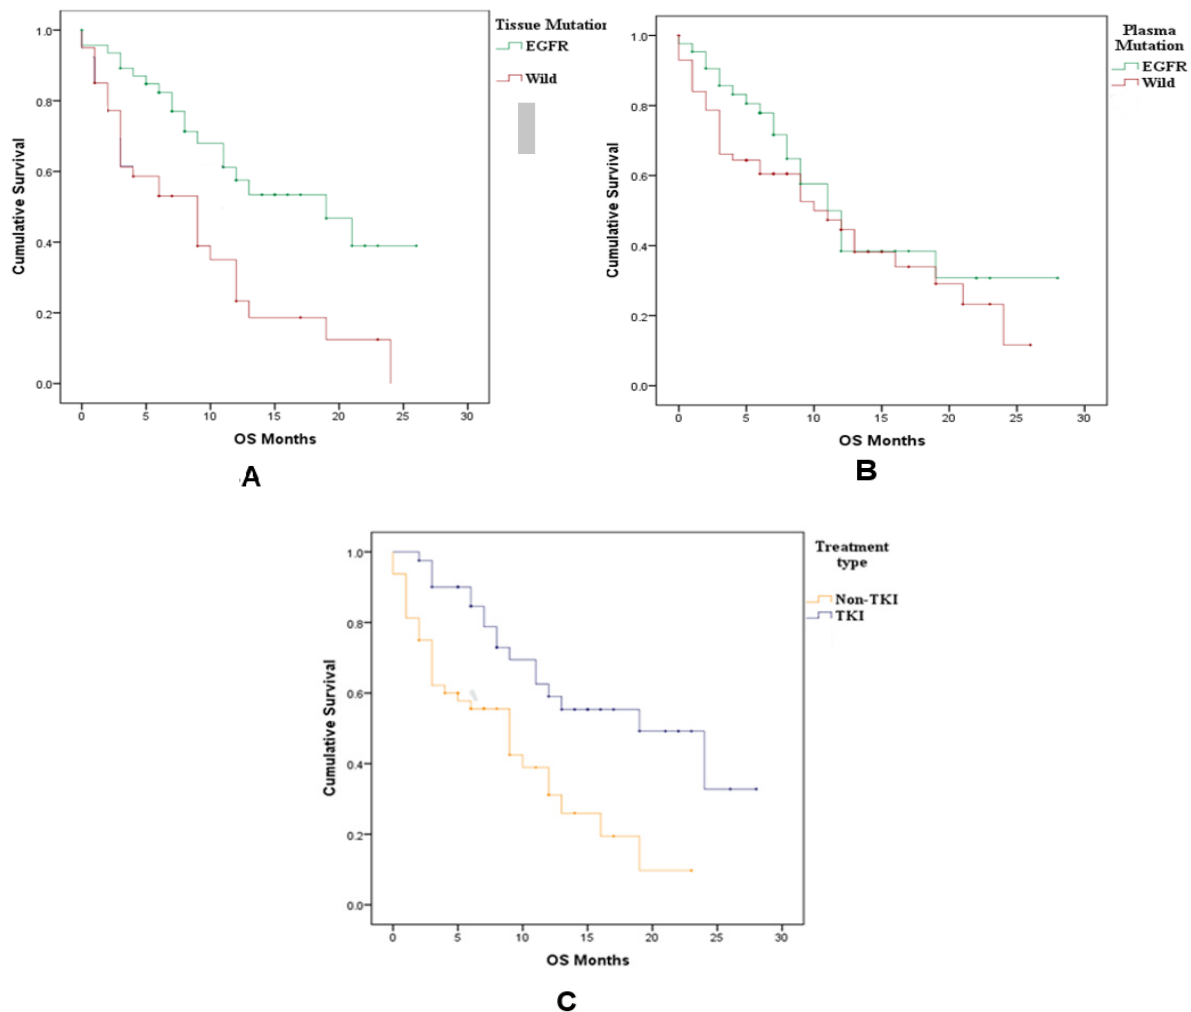 Tissue Mutation
EGFR
Wild
Cumulative Survival
1.0
0.8
0.6
0.4
0.2
0.0
0 5 10 15 20 25 30
OS Months
A
Plasma
Mutation
EGFR
Wild
Cumulative Survival
1.0
0.8
0.6
0.4
0.2
0.0
0 5 10 15 20 25 30
OS Months
B
Treatment
type
Non-TKI
TKI
Cumulative Survival
1.0
0.8
0.6
0.4
0.2
0.0
0 5 10 15 20 25 30
OS Months
C